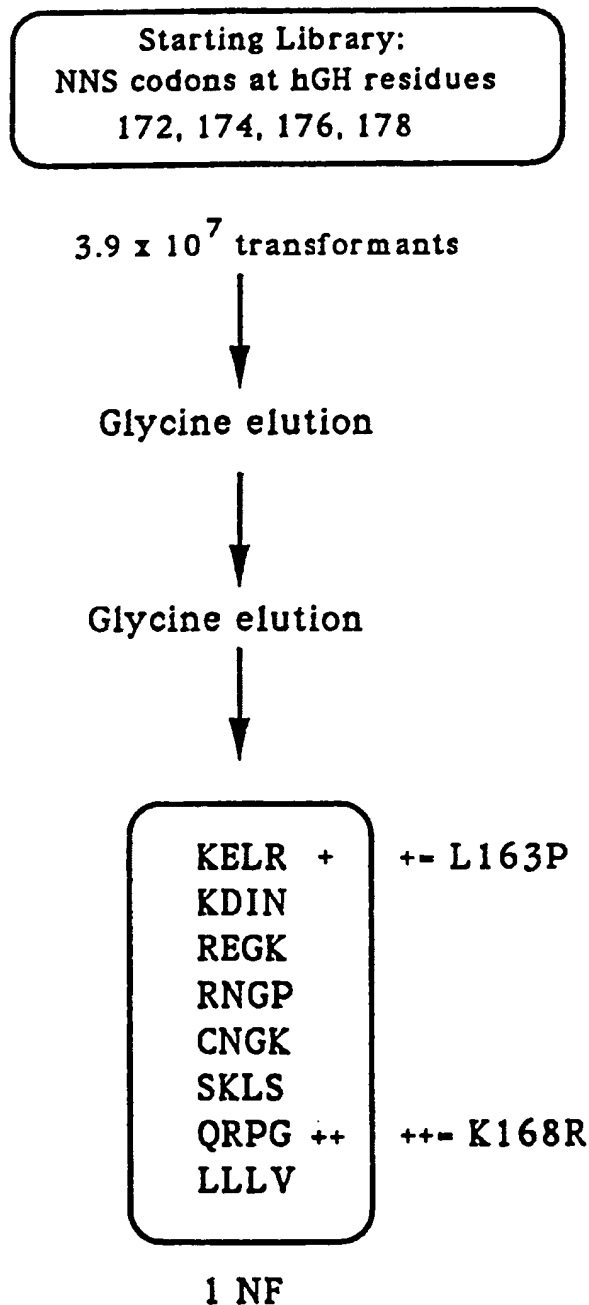 Starting Library:
NNS codons at hGH residues
172, 174, 176, 178
3.9 x 10^7 transformants
Glycine elution
Glycine elution
KELR + += L163P
KDIN
REGK
RNGP
CNGK
SKLS
QRPG ++ ++= K168R
LLLV
1 NF